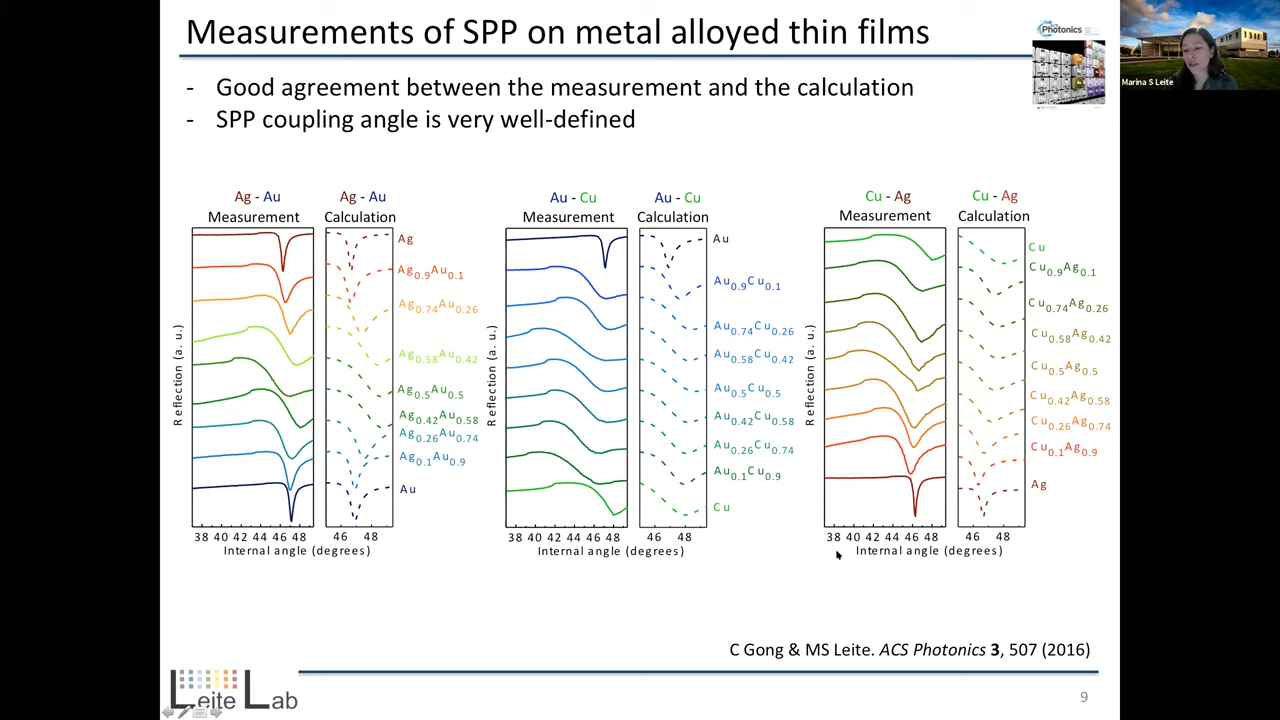 Measurements of SPP on metal alloyed thin films
Photonics
Marina S Leite
- Good agreement between the measurement and the calculation
- SPP coupling angle is very well-defined
Ag - Au
Measurement
Ag - Au
Calculation
Reflection (a. u.)
Ag
Ag0.9Au0.1
Ag0.74Au0.26
Ag0.58Au0.42
Ag0.5Au0.5
Ag0.42Au0.58
Ag0.26Au0.74
Ag0.1Au0.9
Au
38 40 42 44 46 48
46 48
Internal angle (degrees)
Au - Cu
Measurement
Au - Cu
Calculation
Reflection (a. u.)
Au
Au0.9Cu0.1
Au0.74Cu0.26
Au0.58Cu0.42
Au0.5Cu0.5
Au0.42Cu0.58
Au0.26Cu0.74
Au0.1Cu0.9
Cu
38 40 42 44 46 48
46 48
Internal angle (degrees)
Cu - Ag
Measurement
Cu - Ag
Calculation
Reflection (a. u.)
Cu
Cu0.9Ag0.1
Cu0.74Ag0.26
Cu0.58Ag0.42
Cu0.5Ag0.5
Cu0.42Ag0.58
Cu0.26Ag0.74
Cu0.1Ag0.9
Ag
38 40 42 44 46 48
46 48
Internal angle (degrees)
C Gong & MS Leite. ACS Photonics 3, 507 (2016)
Leite Lab
9